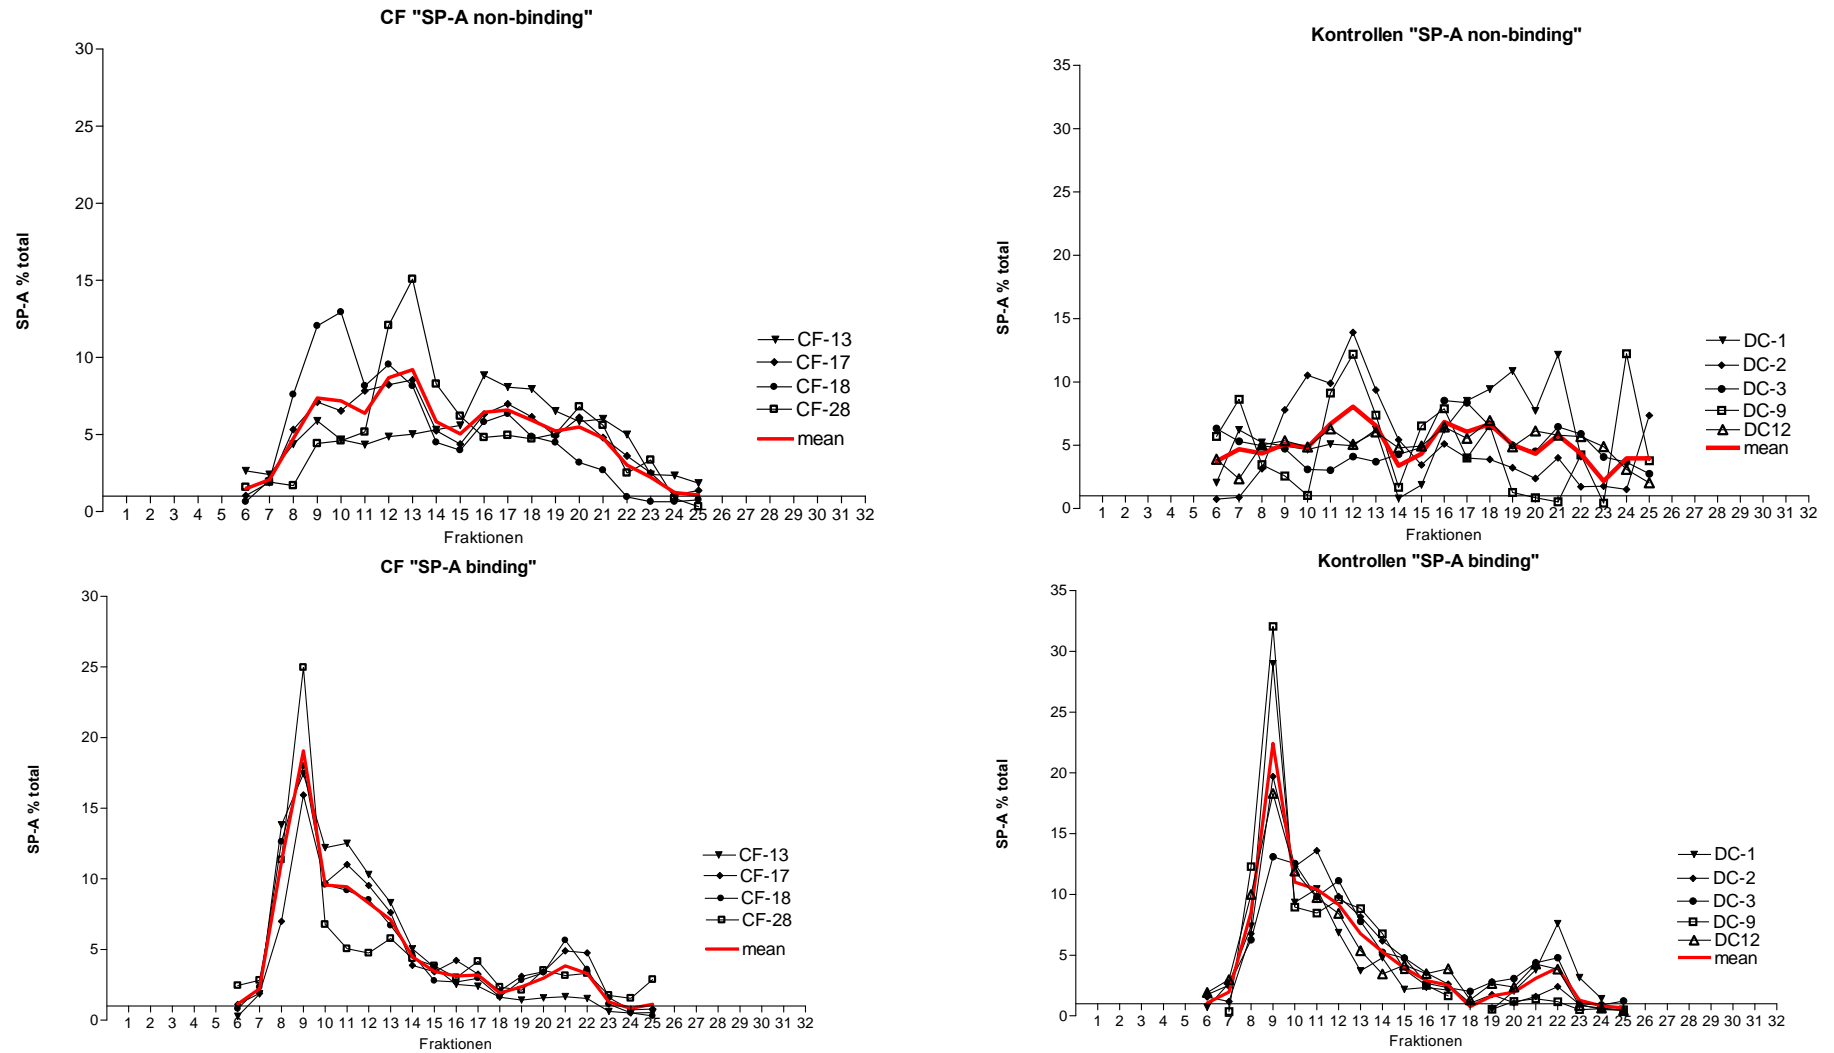 CF "SP-A non-binding"
30
25
20
15
10
5
0
SP-A % total
1 2 3 4 5 6 7 8 9 10 11 12 13 14 15 16 17 18 19 20 21 22 23 24 25 26 27 28 29 30 31 32
Fraktionen
CF-13
CF-17
CF-18
CF-28
mean
Kontrollen "SP-A non-binding"
35
30
25
20
15
10
5
0
SP-A % total
1 2 3 4 5 6 7 8 9 10 11 12 13 14 15 16 17 18 19 20 21 22 23 24 25 26 27 28 29 30 31 32
Fraktionen
DC-1
DC-2
DC-3
DC-9
DC12
mean
CF "SP-A binding"
30
25
20
15
10
5
0
SP-A % total
1 2 3 4 5 6 7 8 9 10 11 12 13 14 15 16 17 18 19 20 21 22 23 24 25 26 27 28 29 30 31 32
Fraktionen
CF-13
CF-17
CF-18
CF-28
mean
Kontrollen "SP-A binding"
35
30
25
20
15
10
5
0
SP-A % total
1 2 3 4 5 6 7 8 9 10 11 12 13 14 15 16 17 18 19 20 21 22 23 24 25 26 27 28 29 30 31 32
Fraktionen
DC-1
DC-2
DC-3
DC-9
DC12
mean